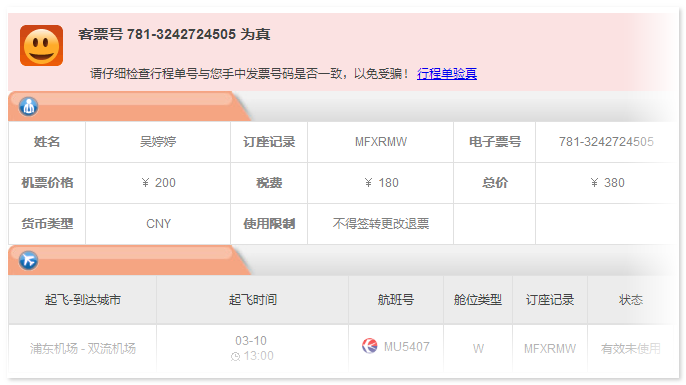 客票号 781-3242724505 为真
请仔细检查行程单号与您手中发票号码是否一致，以免受骗！ 行程单验真
姓名 吴婷婷 订座记录 MFXRMW 电子票号 781-3242724505
机票价格 ¥ 200 税费 ¥ 180 总价 ¥ 380
货币类型 CNY 使用限制 不得签转更改退票
起飞-到达城市 起飞时间 航班号 舱位类型 订座记录 状态
浦东机场 - 双流机场 03-10 MU5407 W MFXRMW 有效未使用
13:00